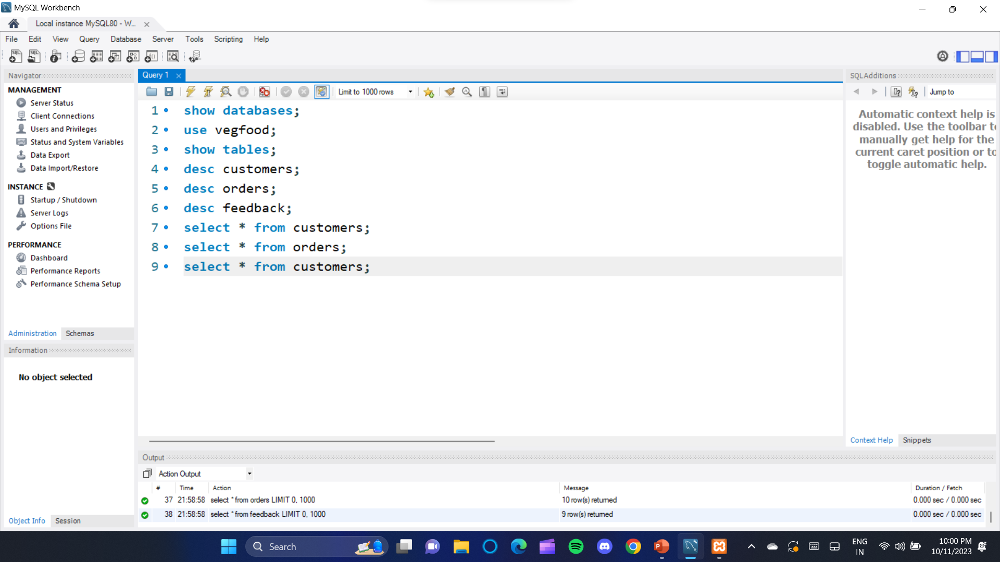 MySQL Workbench
Local instance MySQL80 - W...
File Edit View Query Database Server Tools Scripting Help
Navigator
MANAGEMENT
Server Status
Client Connections
Users and Privileges
Status and System Variables
Data Export
Data Import/Restore
INSTANCE
Startup / Shutdown
Server Logs
Options File
PERFORMANCE
Dashboard
Performance Reports
Performance Schema Setup
Administration Schemas
Information
No object selected
Object Info Session
Query 1
Limit to 1000 rows
1 show databases;
2 use vegfood;
3 show tables;
4 desc customers;
5 desc orders;
6 desc feedback;
7 select * from customers;
8 select * from orders;
9 select * from customers;
SQLAdditions
Jump to
Automatic context help is
disabled. Use the toolbar to
manually get help for the
current caret position or to
toggle automatic help.
Context Help Snippets
Output
Action Output
# Time Action Message Duration / Fetch
37 21:58:58 select * from orders LIMIT 0, 1000 10 row(s) returned 0.000 sec / 0.000 sec
38 21:58:58 select * from feedback LIMIT 0, 1000 9 row(s) returned 0.000 sec / 0.000 sec
Search
ENG
IN
10:00 PM
10/11/2023